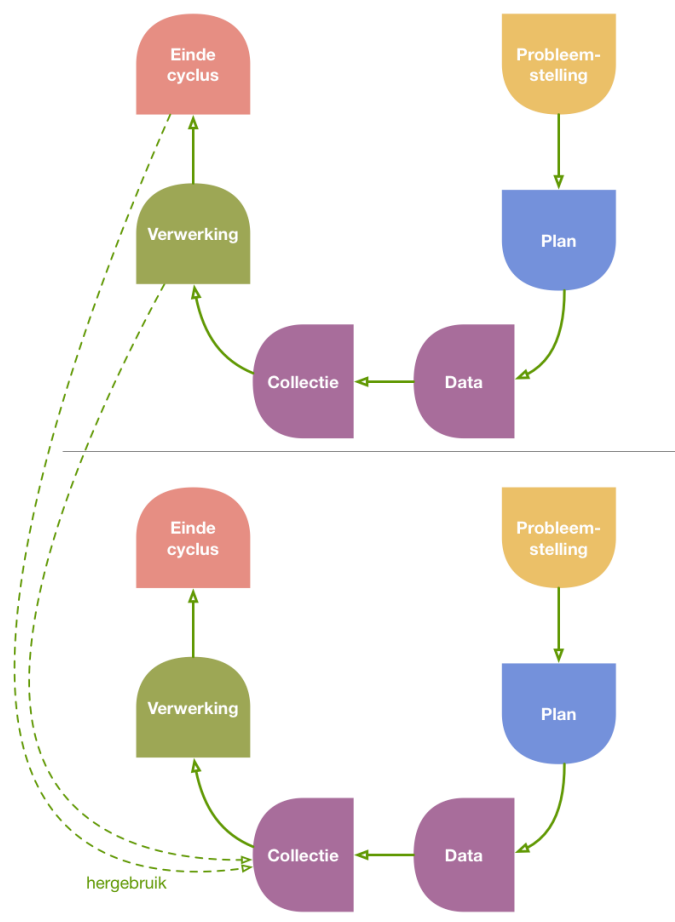 Einde
cyclus
Probleem-
stelling
Verwerking
Plan
Collectie
Data
Einde
cyclus
Probleem-
stelling
Verwerking
Plan
Collectie
Data
hergebruik